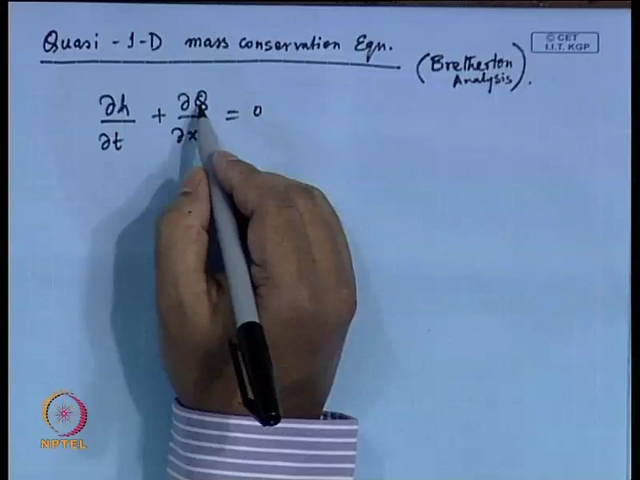 Quasi - 1-D mass conservation Eqn.
(Bretherton Analysis).
© CET
I.I.T. KGP
∂h/∂t + ∂Q/∂x = 0
NPTEL